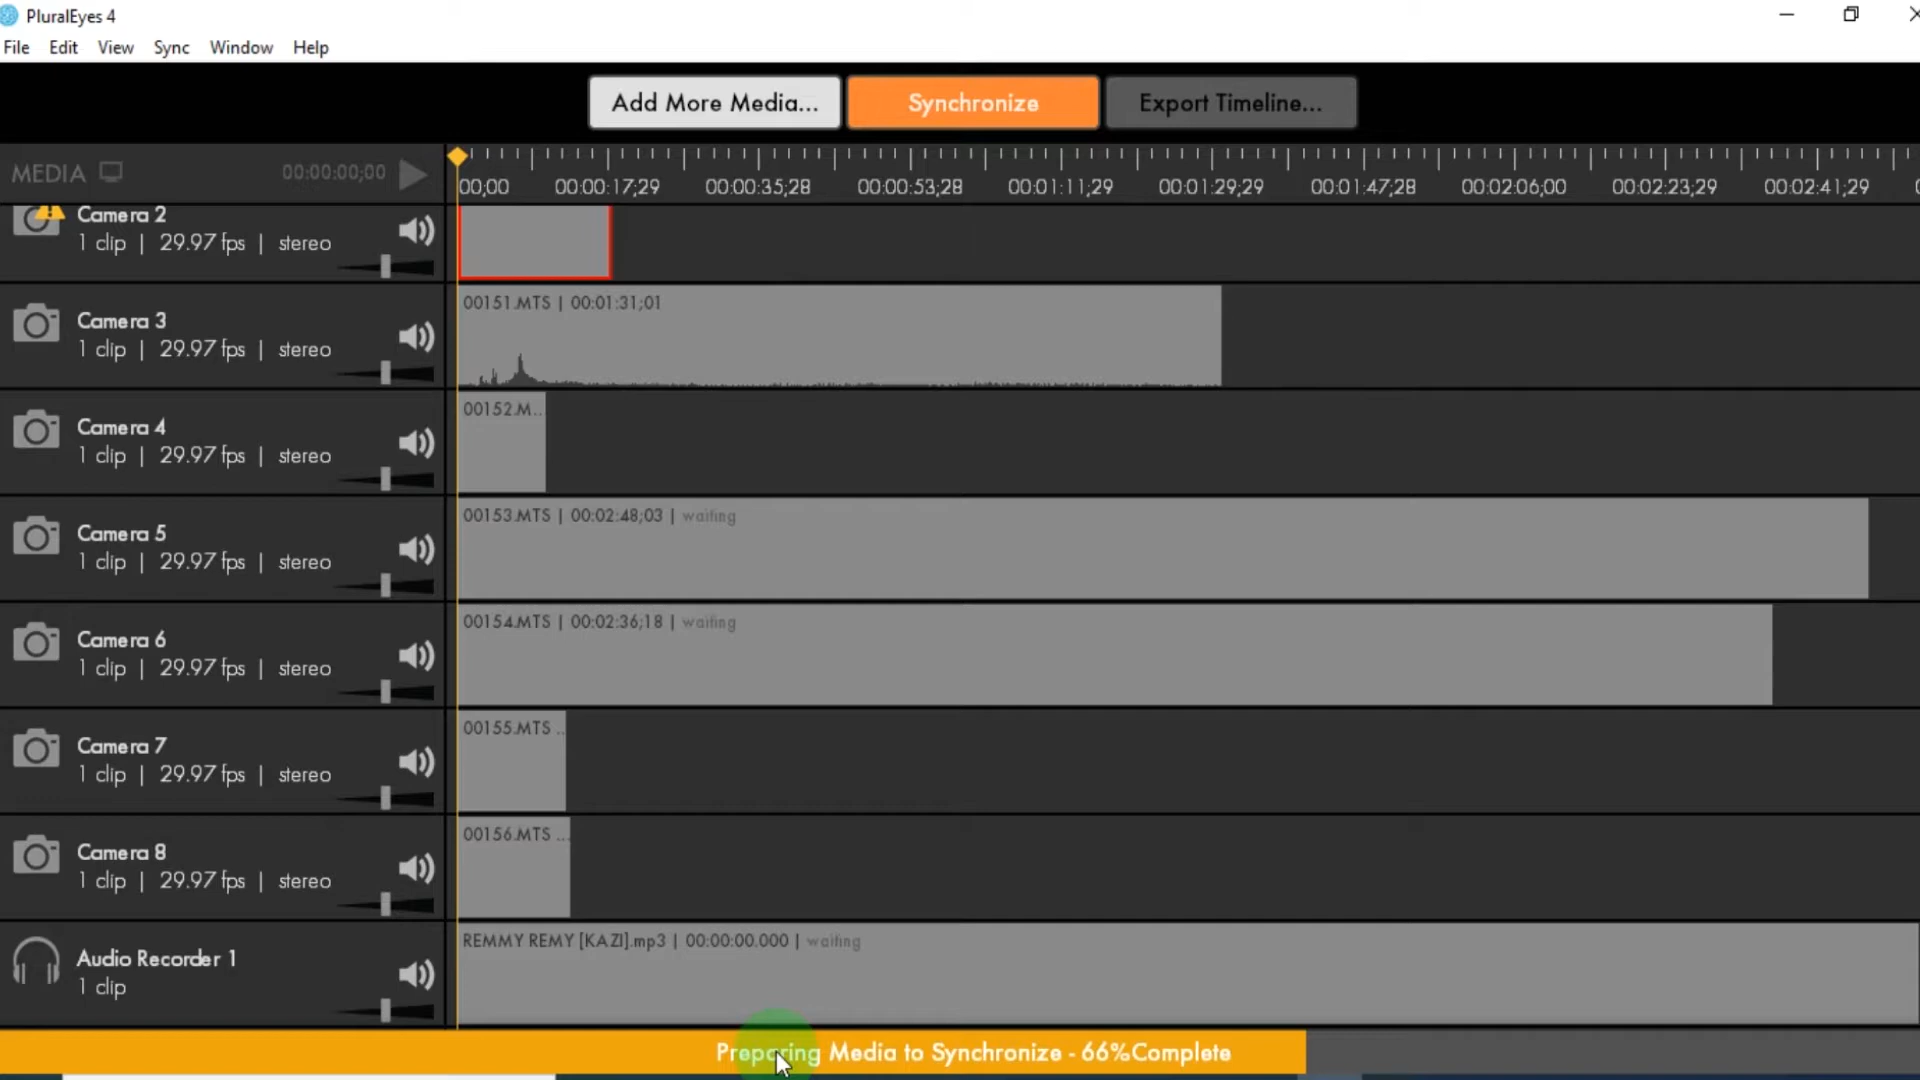 PluralEyes 4
File Edit View Sync Window Help
Add More Media... Synchronize Export Timeline...
MEDIA 00:00:00;00
00;00 00:00:17;29 00:00:35;28 00:00:53;28 00:01:11;29 00:01:29;29 00:01:47;28 00:02:06;00 00:02:23;29 00:02:41;29
Camera 2
1 clip | 29.97 fps | stereo
Camera 3
1 clip | 29.97 fps | stereo
00151.MTS | 00:01:31;01
Camera 4
1 clip | 29.97 fps | stereo
00152.M...
Camera 5
1 clip | 29.97 fps | stereo
00153.MTS | 00:02:48;03 | waiting
Camera 6
1 clip | 29.97 fps | stereo
00154.MTS | 00:02:36;18 | waiting
Camera 7
1 clip | 29.97 fps | stereo
00155.MTS ...
Camera 8
1 clip | 29.97 fps | stereo
00156.MTS ...
Audio Recorder 1
1 clip
REMMY REMY [KAZI].mp3 | 00:00:00.000 | waiting
Preparing Media to Synchronize - 66%Complete